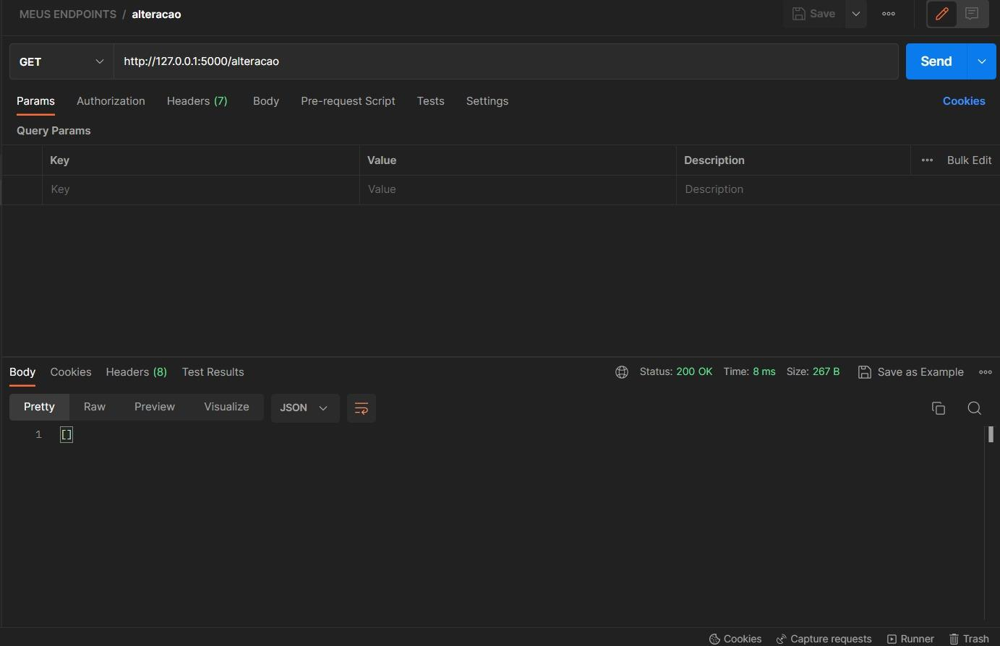 MEUS ENDPOINTS / alteracao
Save
GET
http://127.0.0.1:5000/alteracao
Send
Params Authorization Headers (7) Body Pre-request Script Tests Settings Cookies
Query Params
Key Value Description Bulk Edit
Key Value Description
Body Cookies Headers (8) Test Results Status: 200 OK Time: 8 ms Size: 267 B Save as Example
Pretty Raw Preview Visualize JSON
1 []
Cookies Capture requests Runner Trash